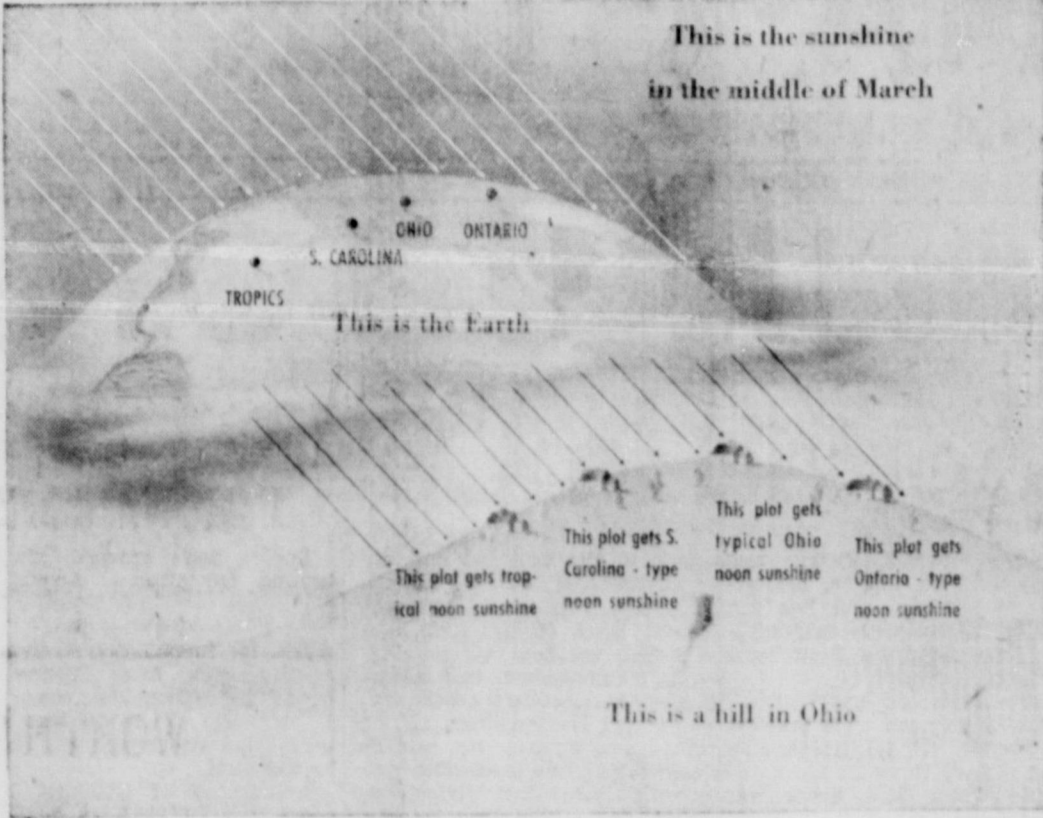 This is the sunshine
in the middle of March
OHIO
ONTARIO
S. CAROLINA
TROPICS
This is the Earth
This plot gets trop-
ical noon sunshine
This plot gets S.
Carolina - type
noon sunshine
This plot gets
typical Ohio
noon sunshine
This plot gets
Ontario - type
noon sunshine
This is a hill in Ohio